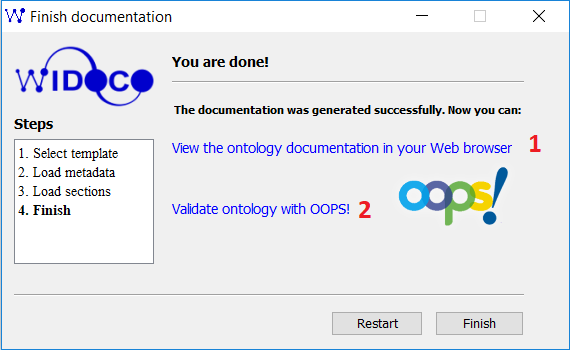 Finish documentation
WIDOCO
You are done!
The documentation was generated successfully. Now you can:
Steps
1. Select template
2. Load metadata
3. Load sections
4. Finish
View the ontology documentation in your Web browser 1
Validate ontology with OOPS! 2
oops!
Restart
Finish